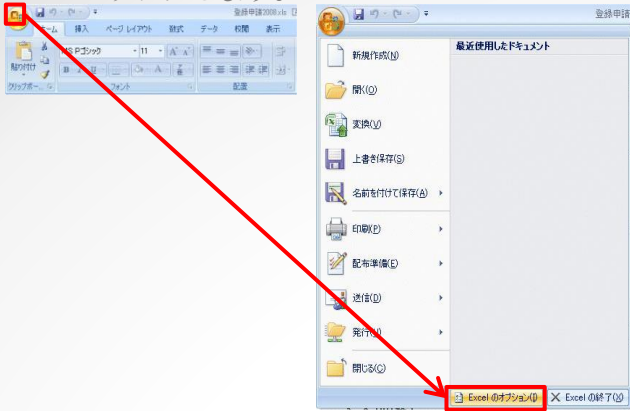 登録申請2008.xls
ホーム 挿入 ページ レイアウト 数式 データ 校閲 表示
MS Pゴシック 11
貼り付け
クリップボー... フォント 配置
登録申請
最近使用したドキュメント
新規作成(N)
開く(O)
変換(V)
上書き保存(S)
名前を付けて保存(A)
印刷(P)
配布準備(E)
送信(D)
発行(U)
閉じる(C)
Excel のオプション(I) Excel の終了(X)